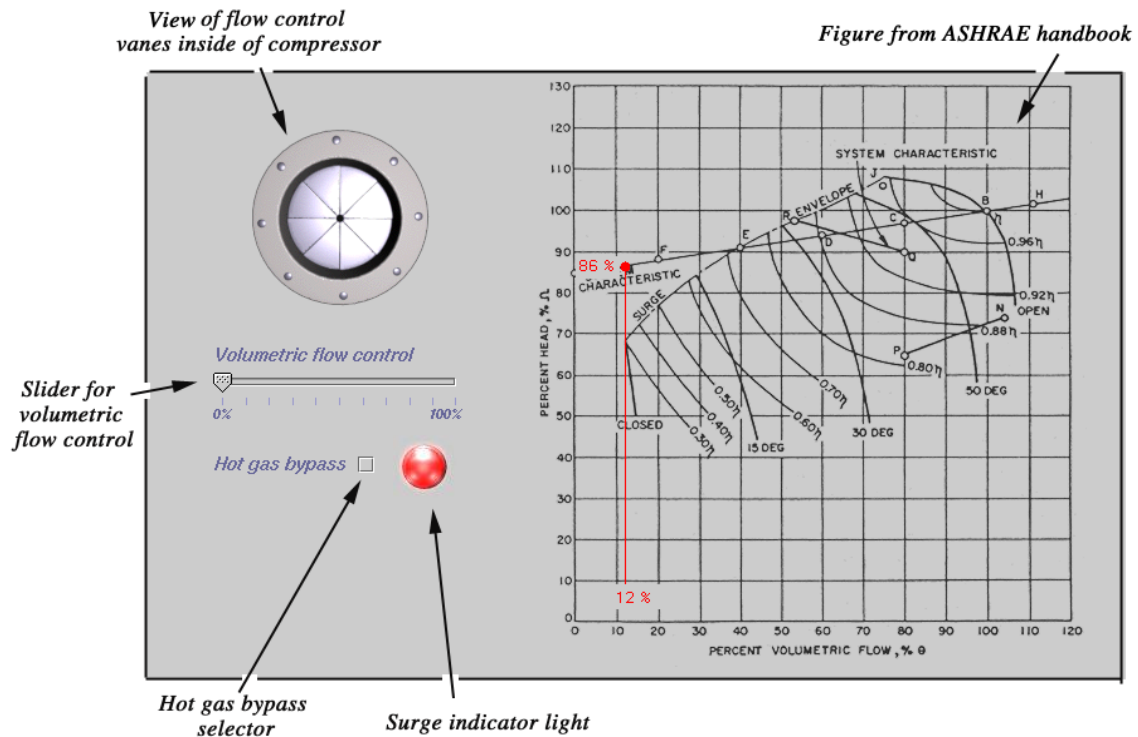 View of flow control
vanes inside of compressor
Figure from ASHRAE handbook
Volumetric flow control
0%
100%
Slider for
volumetric
flow control
Hot gas bypass
Hot gas bypass
selector
Surge indicator light
130
120
110
100
90
80
70
60
50
40
30
20
10
0
PERCENT HEAD, % Ω
SYSTEM CHARACTERISTIC
J
H
B
η
ENVELOPE
R
C
E
D
Q
F
0.96η
86 %
CHARACTERISTIC
0.92η
OPEN
SURGE
N
0.88η
P
0.80η
0.70η
50 DEG
0.50η
0.60η
CLOSED
0.40η
30 DEG
0.30η
15 DEG
12 %
0 10 20 30 40 50 60 70 80 90 100 110 120
PERCENT VOLUMETRIC FLOW, % Θ